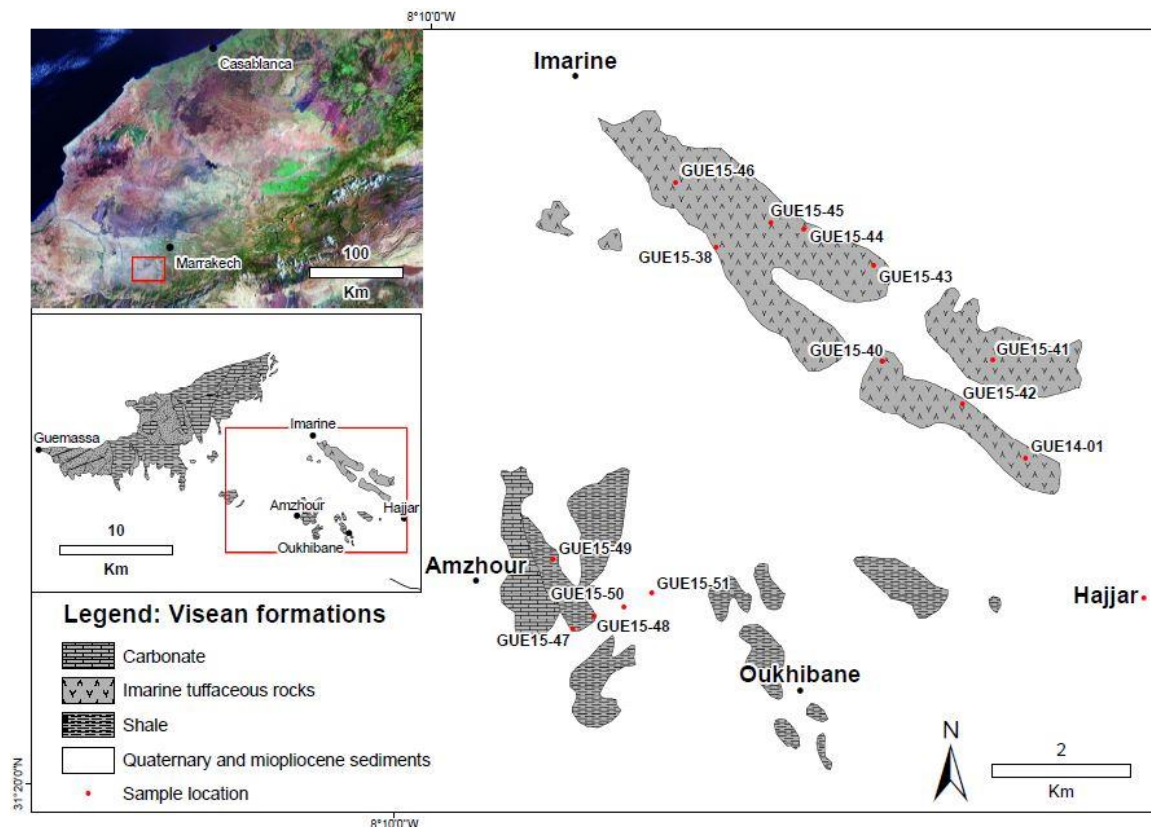 8°10'0"W
Casablanca
Marrakech
100
Km
Guemassa
Imarine
Amzhour
Hajjar
Oukhibane
10
Km
Imarine
GUE15-46
GUE15-45
GUE15-44
GUE15-38
GUE15-43
GUE15-40
GUE15-41
GUE15-42
GUE14-01
GUE15-49
Amzhour
GUE15-50
GUE15-51
GUE15-48
GUE15-47
Hajjar
Oukhibane
Legend: Visean formations
Carbonate
Imarine tuffaceous rocks
Shale
Quaternary and miopliocene sediments
Sample location
N
2
Km
31°20'0"N
8°10'0"W